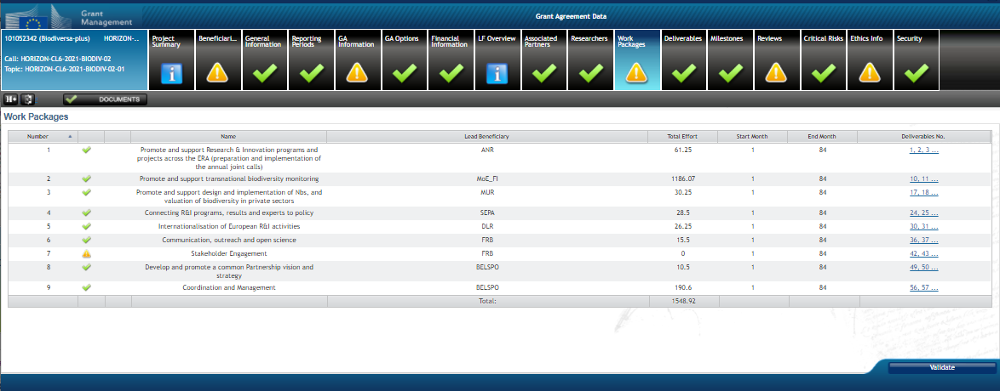 Grant
Management
Grant Agreement Data
101052342 (Biodiversa-plus) HORIZON-...
Call: HORIZON-CL6-2021-BIODIV-02
Topic: HORIZON-CL6-2021-BIODIV-02-01
Project
Summary
Beneficiari...
General
Information
Reporting
Periods
GA
Information
GA Options
Financial
Information
LF Overview
Associated
Partners
Researchers
Work
Packages
Deliverables
Milestones
Reviews
Critical Risks
Ethics Info
Security
DOCUMENTS
Work Packages
Number Name Lead Beneficiary Total Effort Start Month End Month Deliverables No.
1 Promote and support Research & Innovation programs and ANR 61.25 1 84 1, 2, 3 ...
projects across the ERA (preparation and implementation of
the annual joint calls)
2 Promote and support transnational biodiversity monitoring MoE_FI 1186.07 1 84 10, 11 ...
3 Promote and support design and implementation of Nbs, and MUR 30.25 1 84 17, 18 ...
valuation of biodiversity in private sectors
4 Connecting R&I programs, results and experts to policy SEPA 28.5 1 84 24, 25 ...
5 Internationalisation of European R&I activities DLR 26.25 1 84 30, 31 ...
6 Communication, outreach and open science FRB 15.5 1 84 36, 37 ...
7 Stakeholder Engagement FRB 0 1 84 42, 43 ...
8 Develop and promote a common Partnership vision and BELSPO 10.5 1 84 49, 50 ...
strategy
9 Coordination and Management BELSPO 190.6 1 84 56, 57 ...
Total: 1548.92
Validate